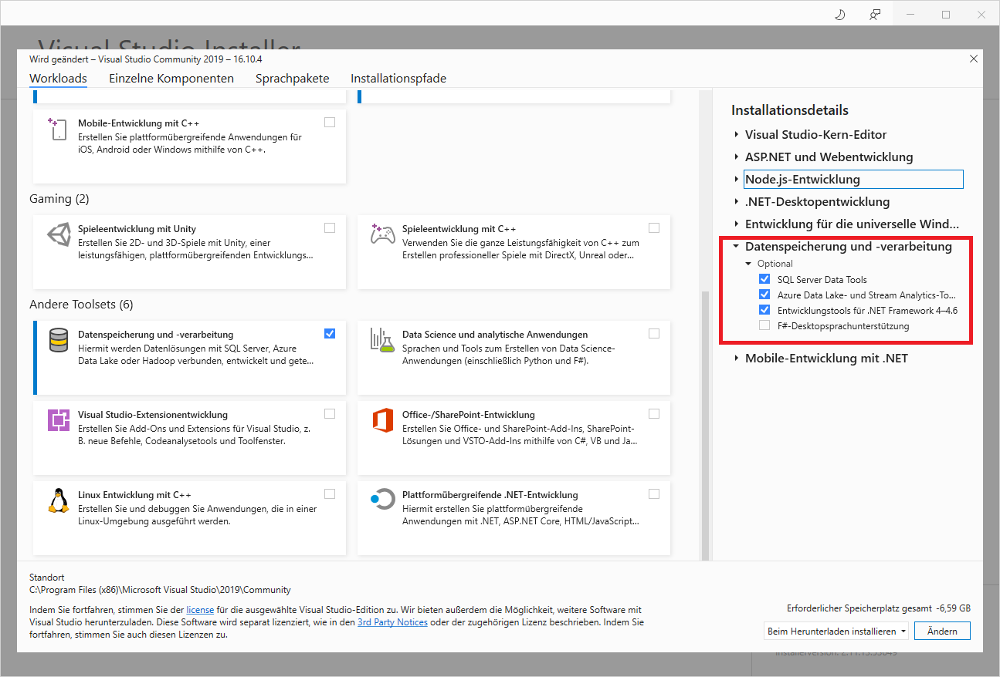 Visual Studio Installer
Wird geändert – Visual Studio Community 2019 – 16.10.4
Workloads
Einzelne Komponenten
Sprachpakete
Installationspfade
Mobile-Entwicklung mit C++
Erstellen Sie plattformübergreifende Anwendungen für
iOS, Android oder Windows mithilfe von C++.
Gaming (2)
Spieleentwicklung mit Unity
Erstellen Sie 2D- und 3D-Spiele mit Unity, einer
leistungsfähigen, plattformübergreifenden Entwicklungs...
Spieleentwicklung mit C++
Verwenden Sie die ganze Leistungsfähigkeit von C++ zum
Erstellen professioneller Spiele mit DirectX, Unreal oder...
Andere Toolsets (6)
Datenspeicherung und -verarbeitung
Hiermit werden Datenlösungen mit SQL Server, Azure
Data Lake oder Hadoop verbunden, entwickelt und gete...
Data Science und analytische Anwendungen
Sprachen und Tools zum Erstellen von Data Science-
Anwendungen (einschließlich Python und F#).
Visual Studio-Extensionentwicklung
Erstellen Sie Add-Ons und Extensions für Visual Studio, z.
B. neue Befehle, Codeanalysetools und Toolfenster.
Office-/SharePoint-Entwicklung
Erstellen Sie Office- und SharePoint-Add-Ins, SharePoint-
Lösungen und VSTO-Add-Ins mithilfe von C#, VB und Ja...
Linux Entwicklung mit C++
Erstellen Sie und debuggen Sie Anwendungen, die in einer
Linux-Umgebung ausgeführt werden.
Plattformübergreifende .NET-Entwicklung
Hiermit erstellen Sie plattformübergreifende
Anwendungen mit .NET, ASP.NET Core, HTML/JavaScript...
Installationsdetails
Visual Studio-Kern-Editor
ASP.NET und Webentwicklung
Node.js-Entwicklung
.NET-Desktopentwicklung
Entwicklung für die universelle Wind...
Datenspeicherung und -verarbeitung
Optional
SQL Server Data Tools
Azure Data Lake- und Stream Analytics-To...
Entwicklungstools für .NET Framework 4–4.6
F#-Desktopsprachunterstützung
Mobile-Entwicklung mit .NET
Standort
C:\Program Files (x86)\Microsoft Visual Studio\2019\Community
Indem Sie fortfahren, stimmen Sie der license für die ausgewählte Visual Studio-Edition zu. Wir bieten außerdem die Möglichkeit, weitere Software mit
Visual Studio herunterzuladen. Diese Software wird separat lizenziert, wie in den 3rd Party Notices oder der zugehörigen Lizenz beschrieben. Indem Sie
fortfahren, stimmen Sie auch diesen Lizenzen zu.
Erforderlicher Speicherplatz gesamt -6,59 GB
Beim Herunterladen installieren
Ändern